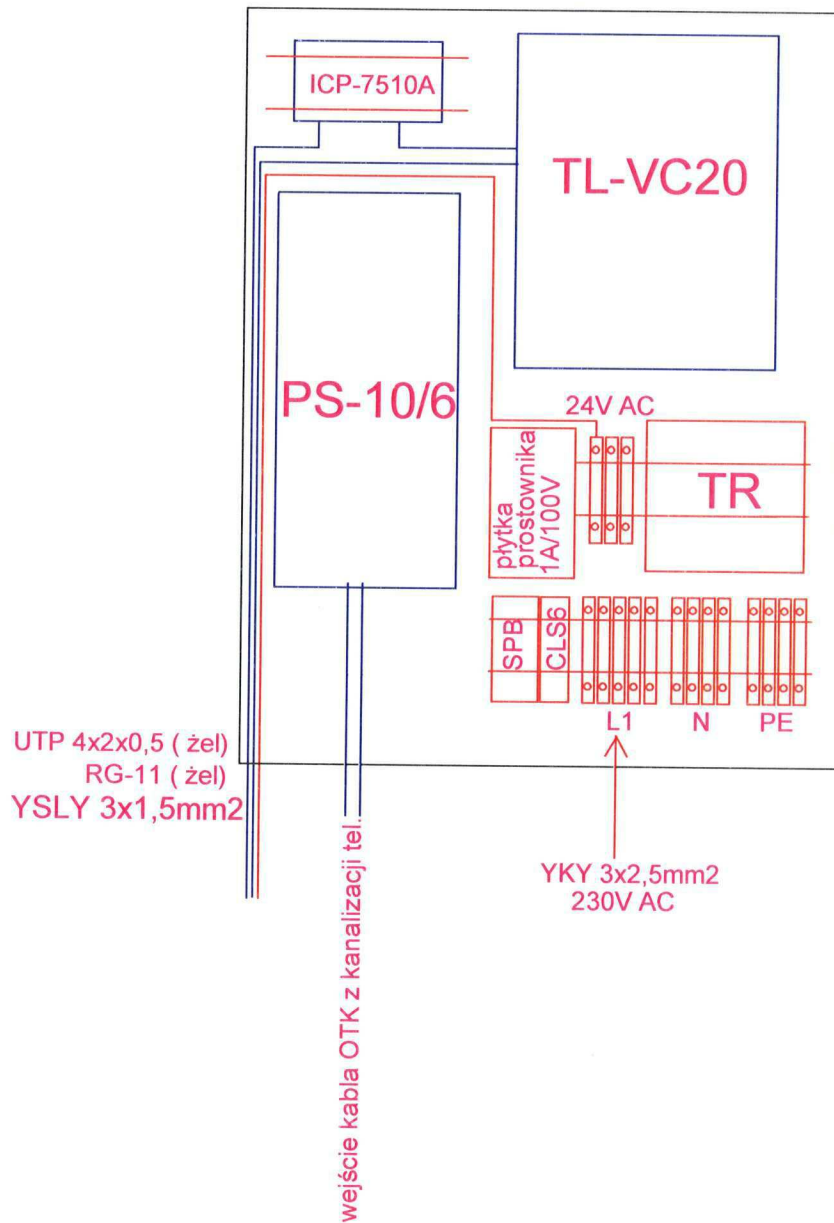 ICP-7510A
TL-VC20
PS-10/6
24V AC
płytka
prostownika
1A/100V
TR
SPB
CLS6
L1
N
PE
UTP 4x2x0,5 ( żel)
RG-11 ( żel)
YSLY 3x1,5mm2
YKY 3x2,5mm2
230V AC
wejście kabla OTK z kanalizacji tel.